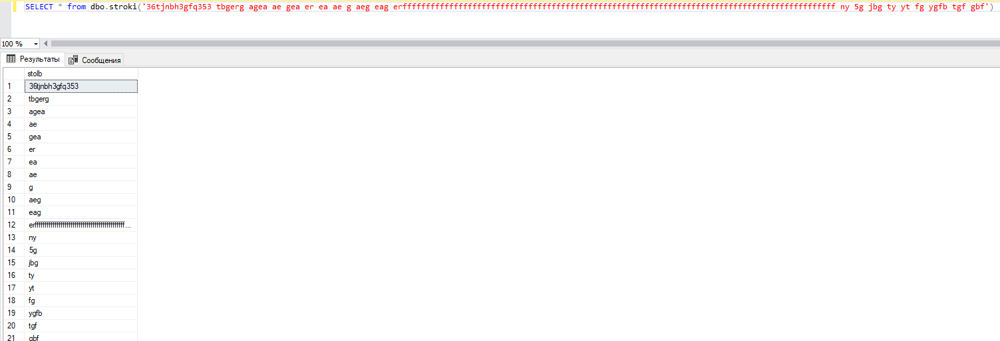 SELECT * from dbo.stroki('36tjnbh3gfq353 tbgerg agea ae gea er ea ae g aeg eag erffffffffffffffffffffffffffffffffffffffffffffffffffffffffffffffffffffffffffffffffffffffffffff ny 5g jbg ty yt fg ygfb tgf gbf')
100 %
Результаты Сообщения
stolb
1 36tjnbh3gfq353
2 tbgerg
3 agea
4 ae
5 gea
6 er
7 ea
8 ae
9 g
10 aeg
11 eag
12 erffffffffffffffffffffffffffffffffffffffffffffff...
13 ny
14 5g
15 jbg
16 ty
17 yt
18 fg
19 ygfb
20 tgf
21 gbf